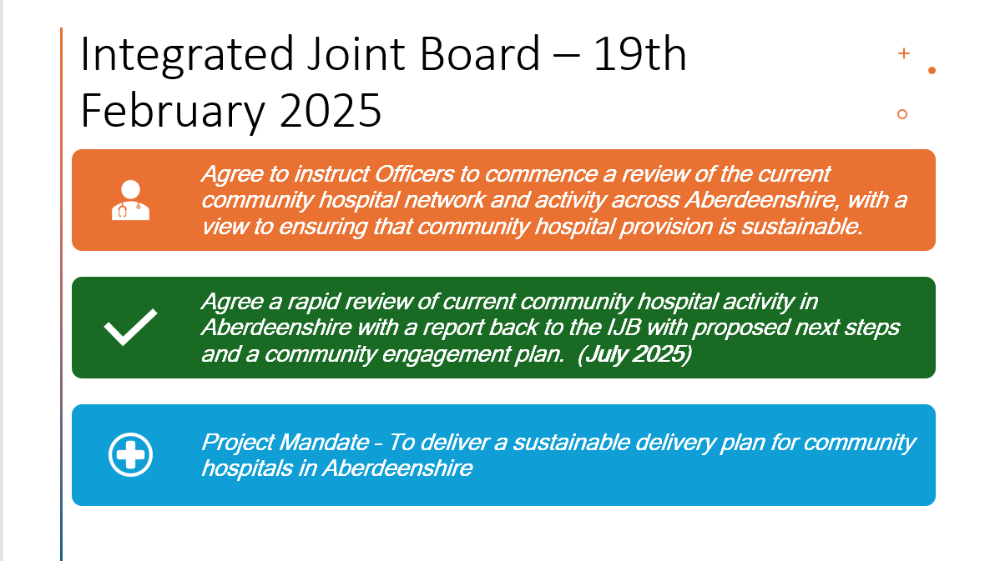 Integrated Joint Board – 19th
February 2025
Agree to instruct Officers to commence a review of the current
community hospital network and activity across Aberdeenshire, with a
view to ensuring that community hospital provision is sustainable.
Agree a rapid review of current community hospital activity in
Aberdeenshire with a report back to the IJB with proposed next steps
and a community engagement plan.  (July 2025)
Project Mandate - To deliver a sustainable delivery plan for community
hospitals in Aberdeenshire